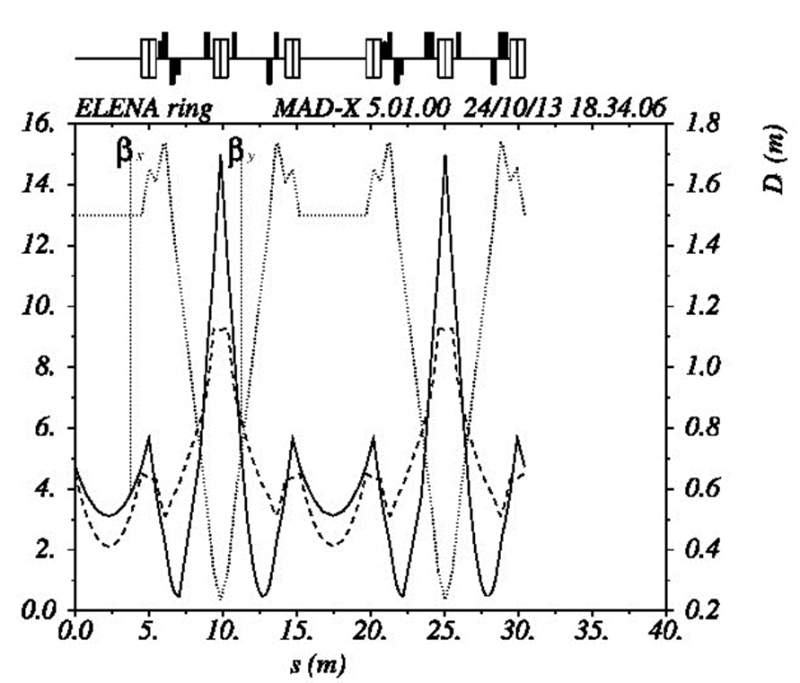 ELENA ring MAD-X 5.01.00 24/10/13 18.34.06
16. 1.8
βx βy
14. 1.6
12. 1.4
10. 1.2
8. 1.0
6. 0.8
4. 0.6
2. 0.4
0.0 0.2
D (m)
0.0 5. 10. 15. 20. 25. 30. 35. 40.
s (m)